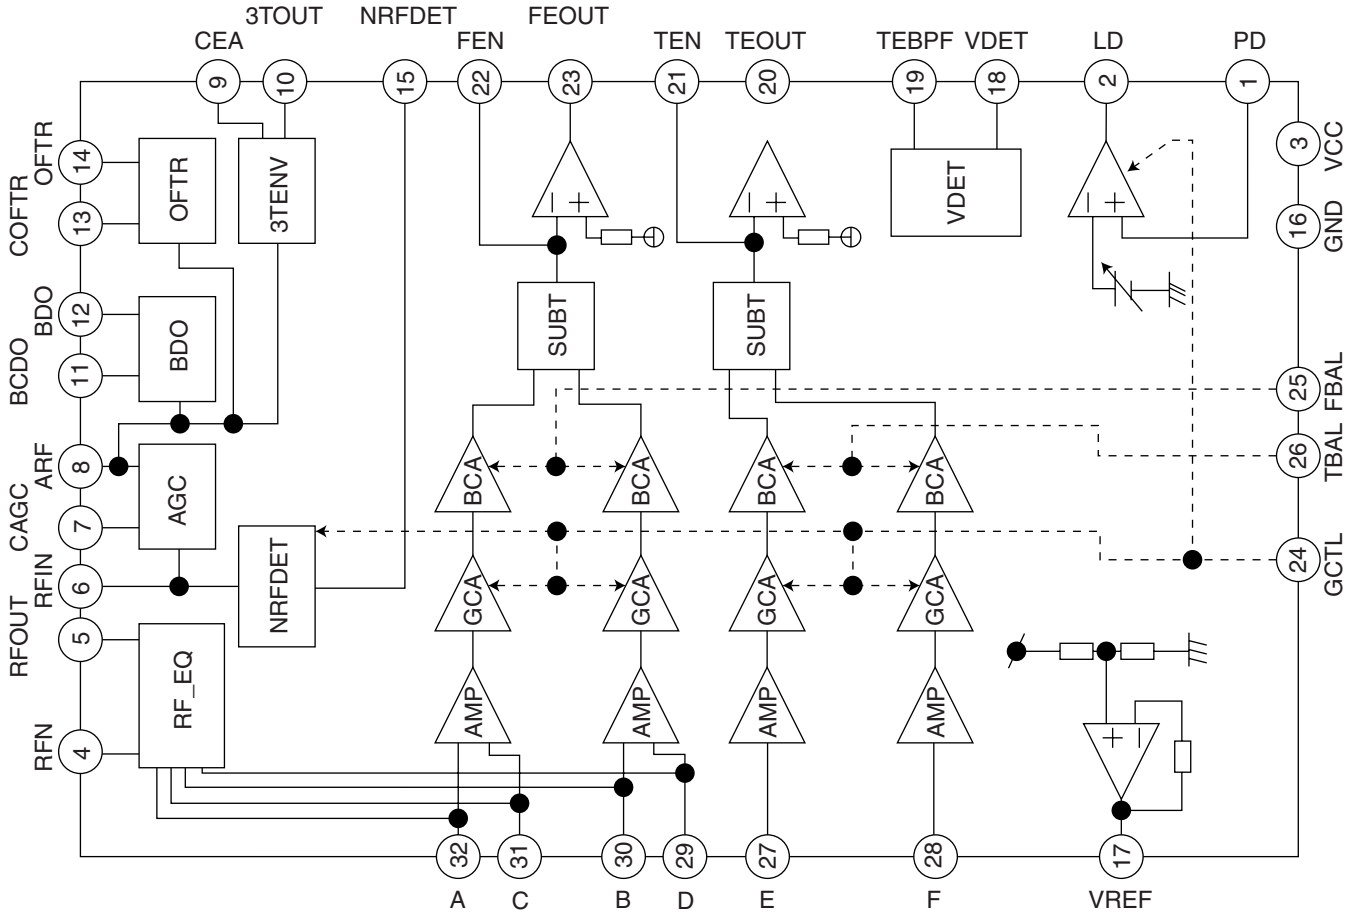 3TOUT NRFDET FEOUT
CEA FEN TEN TEOUT TEBPF VDET LD PD
9 10 15 22 23 21 20 19 18 2 1
OFTR 14
COFTR 13
BDO 12
BCDO 11
ARF 8
CAGC 7
RFIN 6
RFOUT 5
RFN 4
OFTR
3TENV
BDO
AGC
NRFDET
RF_EQ
− +
− +
VDET
− +
SUBT SUBT
BCA BCA BCA BCA
GCA GCA GCA GCA
AMP AMP AMP AMP
+ −
3 VCC
16 GND
25 FBAL
26 TBAL
24 GCTL
32 31 30 29 27 28 17
A C B D E F VREF